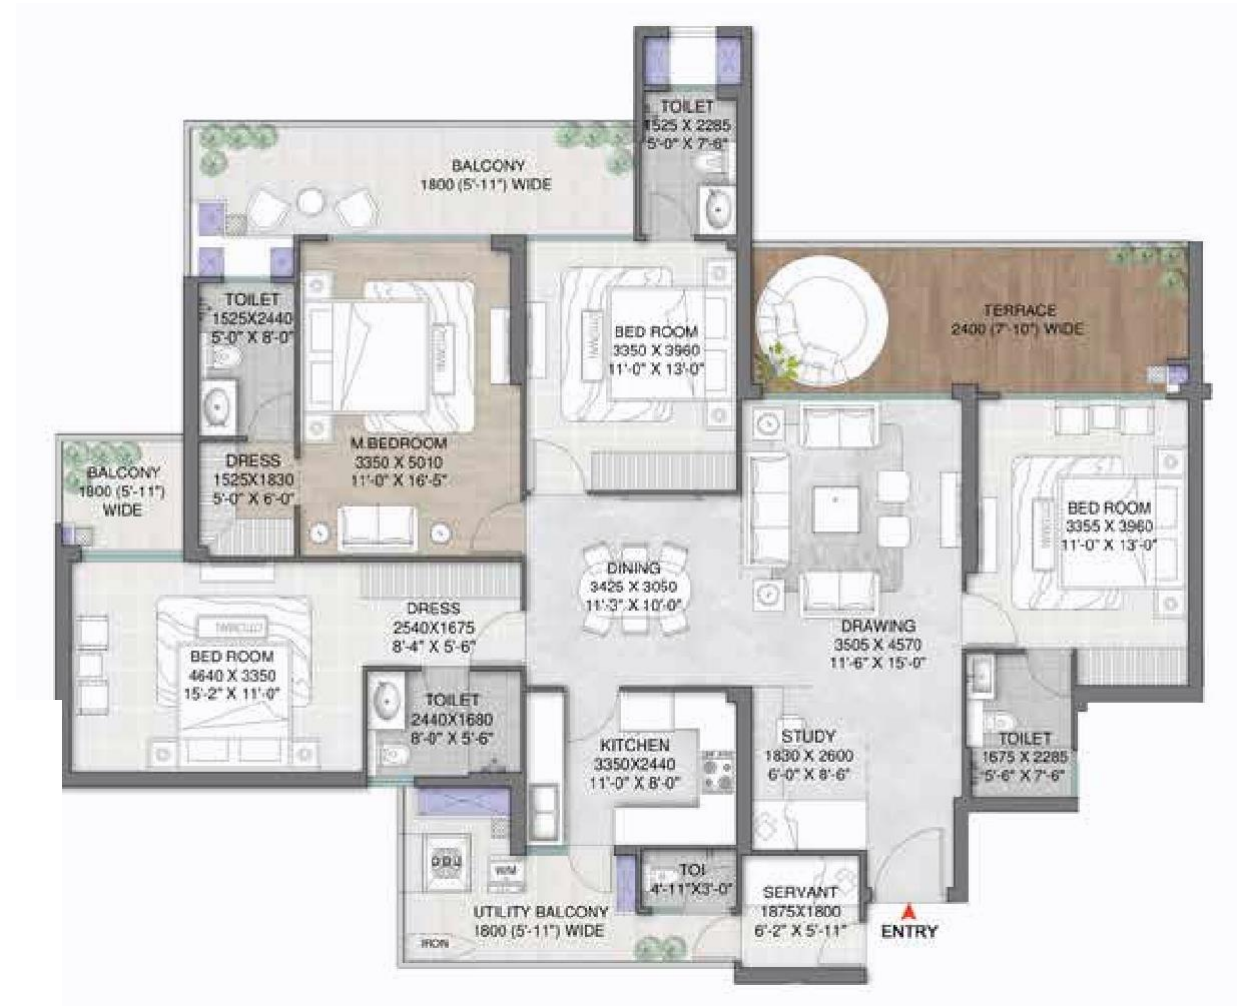 TOILET
1525 X 2285
5'-0" X 7'-6"
BALCONY
1800 (5'-11") WIDE
TOILET
1525X2440
5'-0" X 8'-0"
BED ROOM
3350 X 3960
11'-0" X 13'-0"
TERRACE
2400 (7'-10") WIDE
M.BEDROOM
3350 X 5010
11'-0" X 16'-5"
DRESS
1525X1830
5'-0" X 6'-0"
BALCONY
1800 (5'-11")
WIDE
BED ROOM
3355 X 3960
11'-0" X 13'-0"
DINING
3425 X 3050
11'-3" X 10'-0"
DRESS
2540X1675
8'-4" X 5'-6"
DRAWING
3505 X 4570
11'-6" X 15'-0"
BED ROOM
4640 X 3350
15'-2" X 11'-0"
TOILET
2440X1680
8'-0" X 5'-6"
KITCHEN
3350X2440
11'-0" X 8'-0"
STUDY
1830 X 2600
6'-0" X 8'-6"
TOILET
1675 X 2285
5'-6" X 7'-6"
W/M
TOI
4'-11"X3'-0"
SERVANT
1875X1800
6'-2" X 5'-11"
UTILITY BALCONY
1800 (5'-11") WIDE
IRON
ENTRY